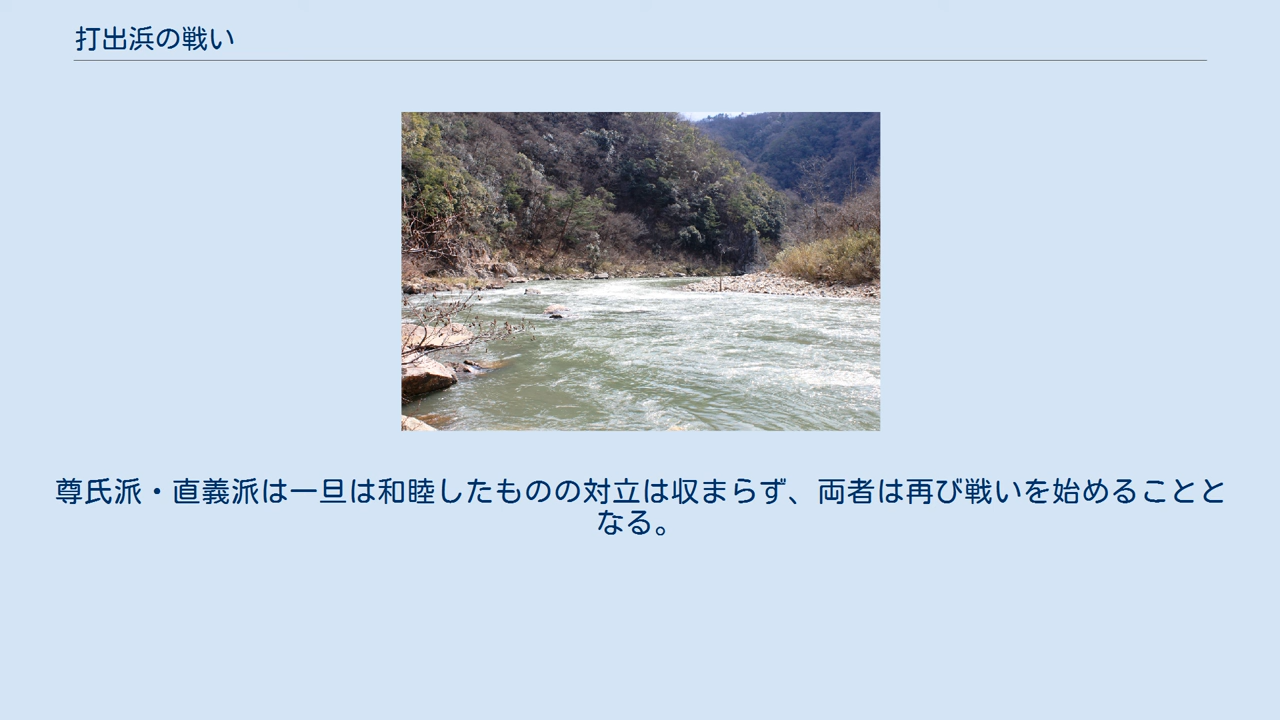 打出浜の戦い
尊氏派・直義派は一旦は和睦したものの対立は収まらず、両者は再び戦いを始めることと
なる。